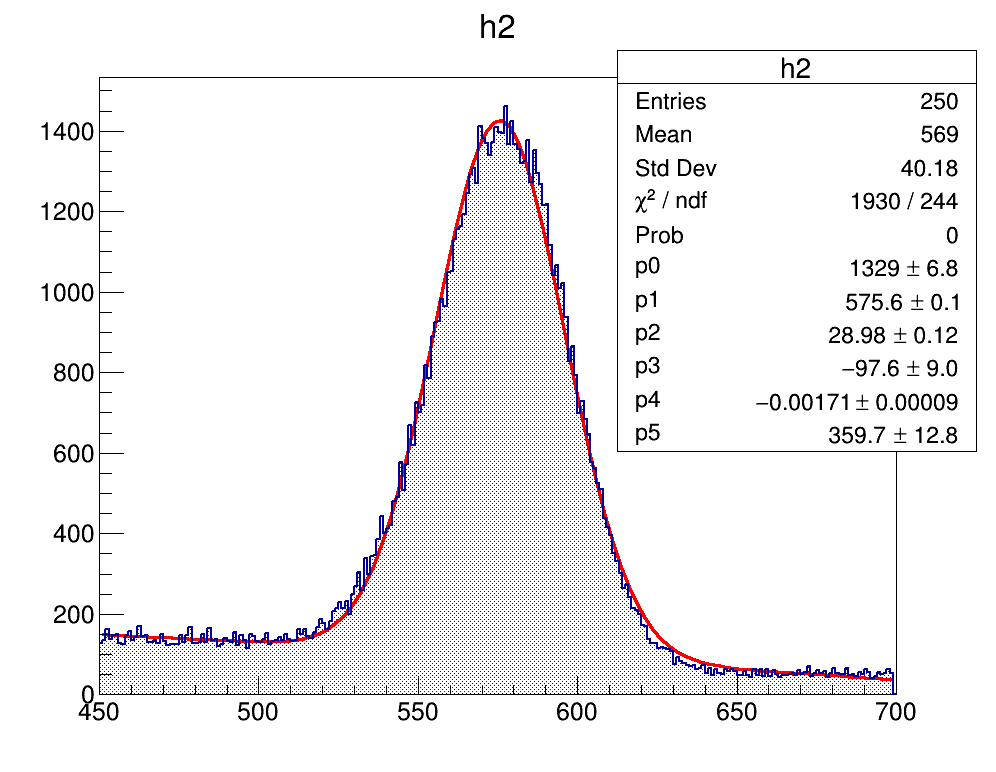 h2
h2
Entries 250
Mean 569
Std Dev 40.18
χ² / ndf 1930 / 244
Prob 0
p0 1329 ± 6.8
p1 575.6 ± 0.1
p2 28.98 ± 0.12
p3 −97.6 ± 9.0
p4 −0.00171 ± 0.00009
p5 359.7 ± 12.8
1400
1200
1000
800
600
400
200
0
450 500 550 600 650 700